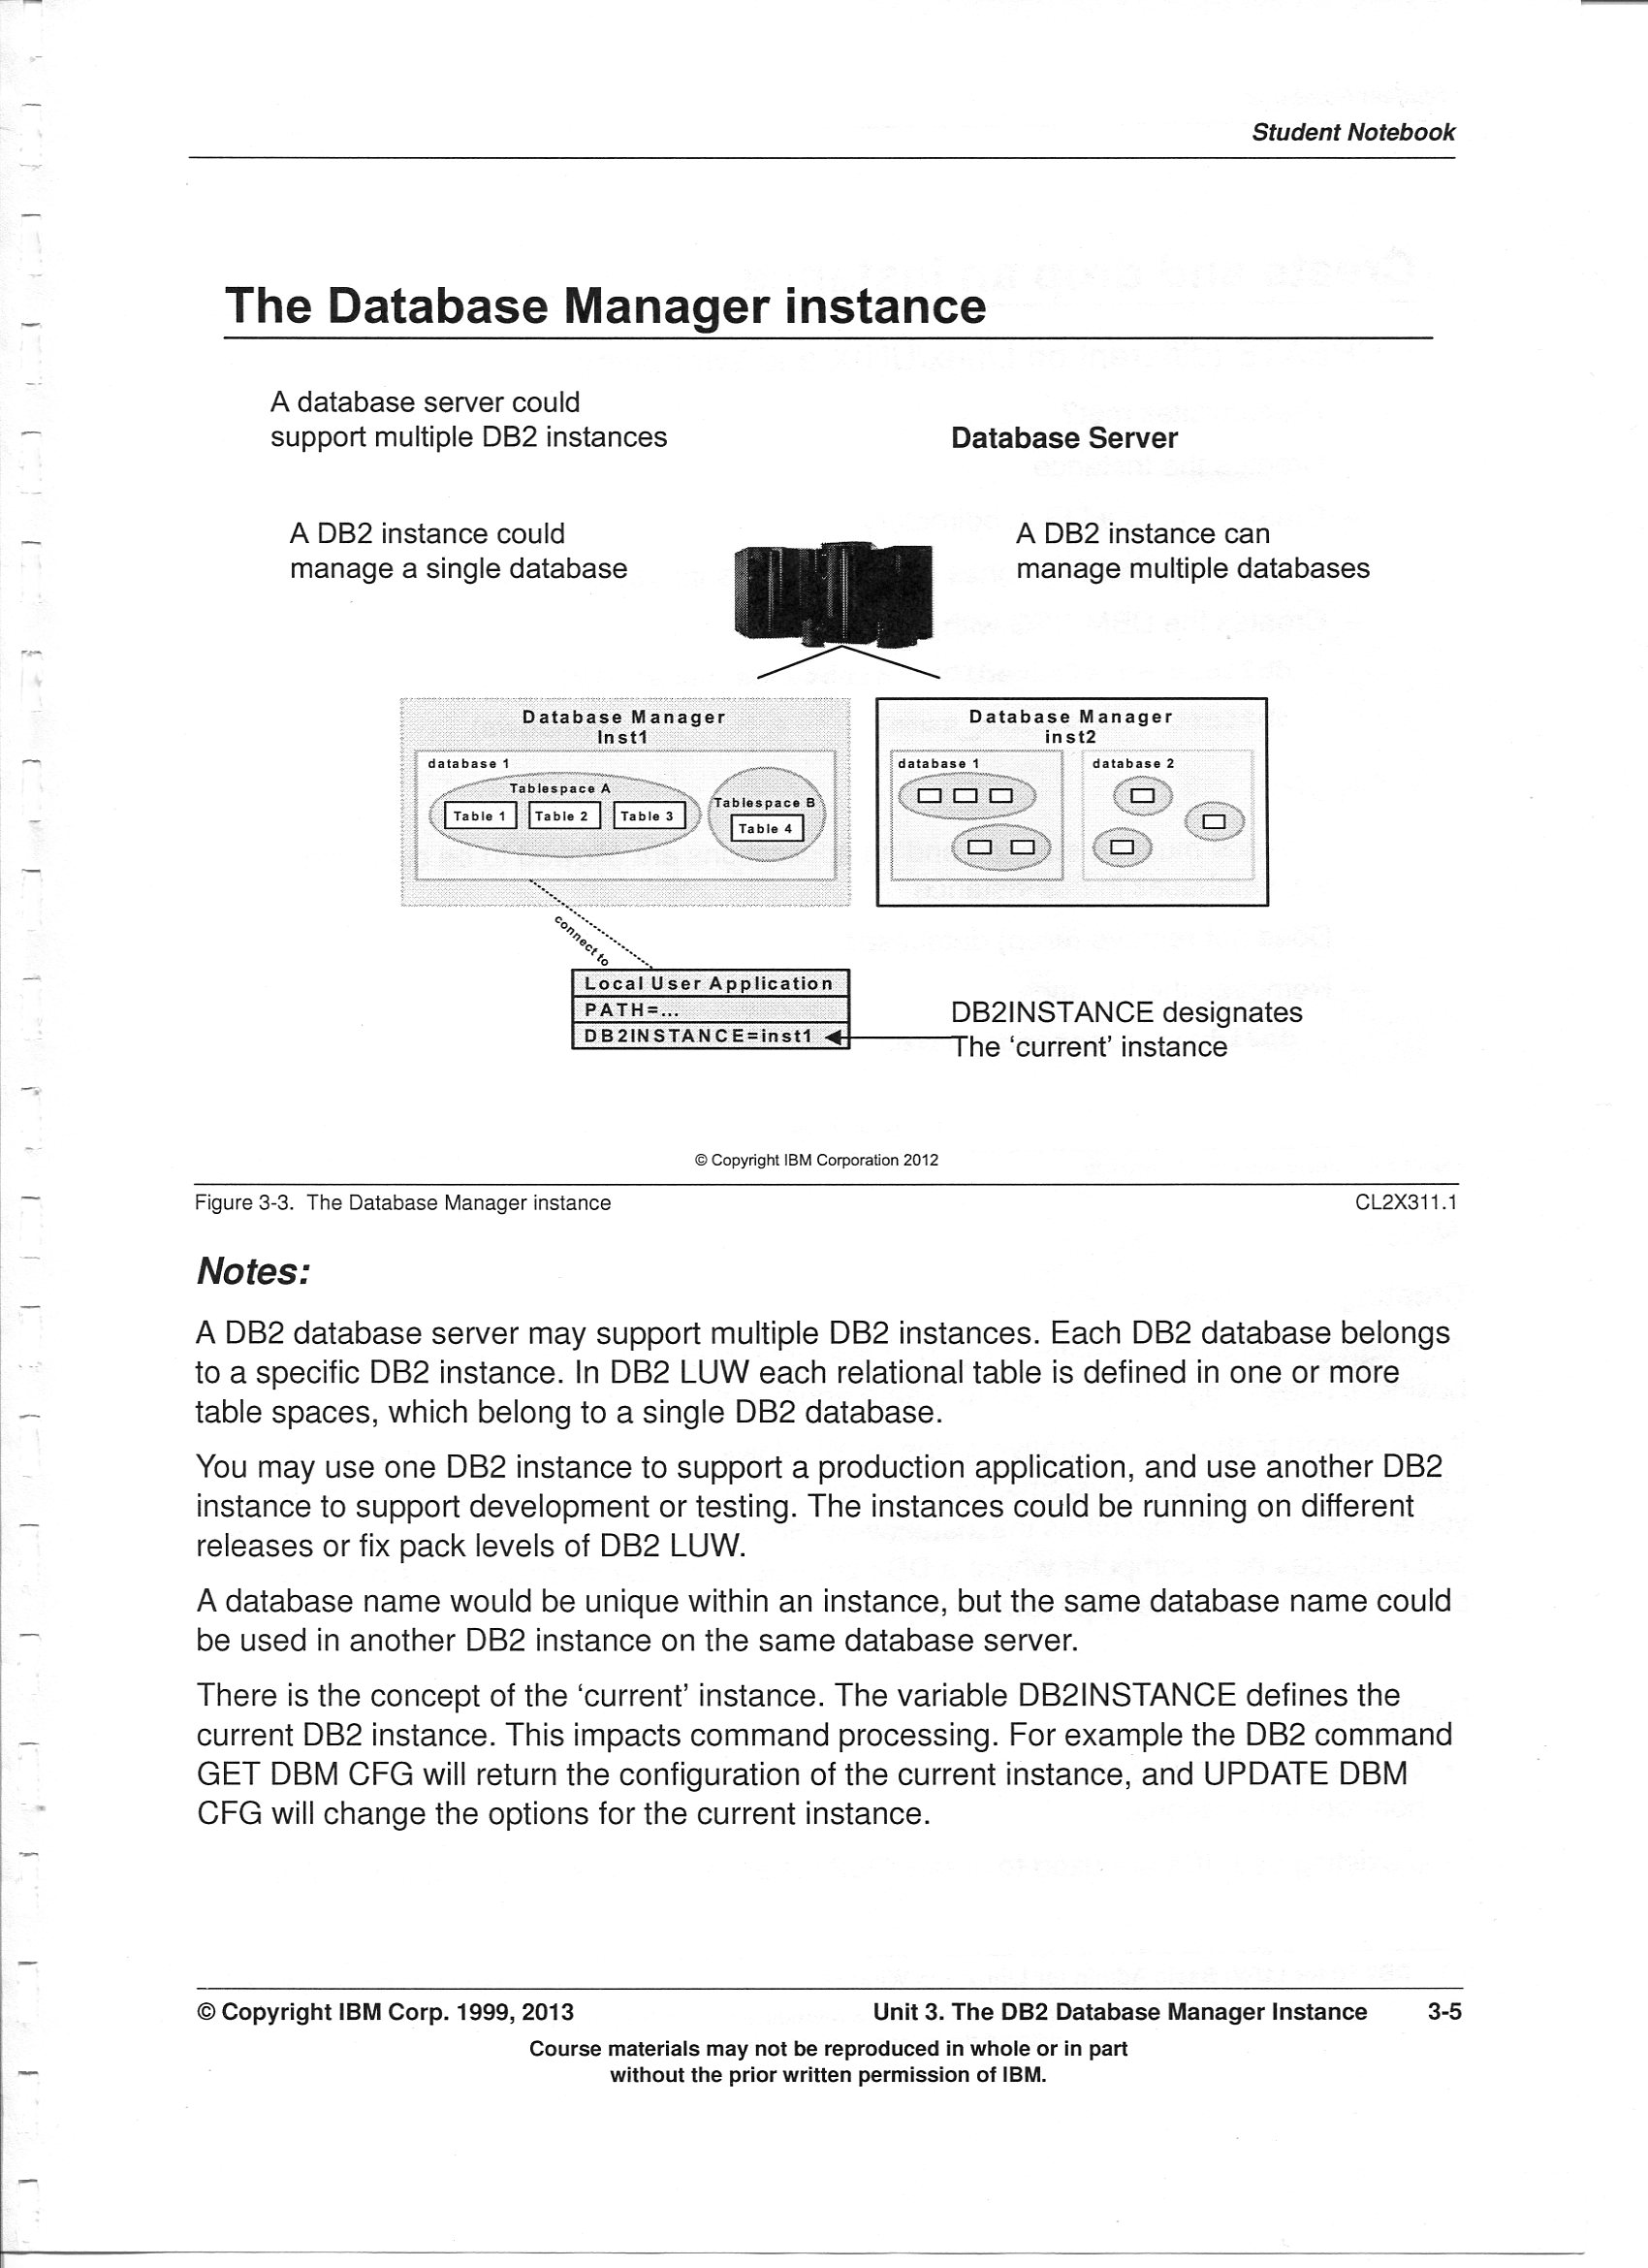 Student Notebook
The Database Manager instance
A database server could
support multiple DB2 instances
Database Server
A DB2 instance could
manage a single database
A DB2 instance can
manage multiple databases
Database Manager
Inst1
database 1
Tablespace A
Table 1 Table 2 Table 3
Tablespace B
Table 4
Database Manager
inst2
database 1
database 2
connect to
Local User Application
PATH=...
DB2INSTANCE=inst1
DB2INSTANCE designates
The ‘current’ instance
© Copyright IBM Corporation 2012
Figure 3-3. The Database Manager instance CL2X311.1
Notes:
A DB2 database server may support multiple DB2 instances. Each DB2 database belongs
to a specific DB2 instance. In DB2 LUW each relational table is defined in one or more
table spaces, which belong to a single DB2 database.
You may use one DB2 instance to support a production application, and use another DB2
instance to support development or testing. The instances could be running on different
releases or fix pack levels of DB2 LUW.
A database name would be unique within an instance, but the same database name could
be used in another DB2 instance on the same database server.
There is the concept of the ‘current’ instance. The variable DB2INSTANCE defines the
current DB2 instance. This impacts command processing. For example the DB2 command
GET DBM CFG will return the configuration of the current instance, and UPDATE DBM
CFG will change the options for the current instance.
© Copyright IBM Corp. 1999, 2013 Unit 3. The DB2 Database Manager Instance 3-5
Course materials may not be reproduced in whole or in part
without the prior written permission of IBM.